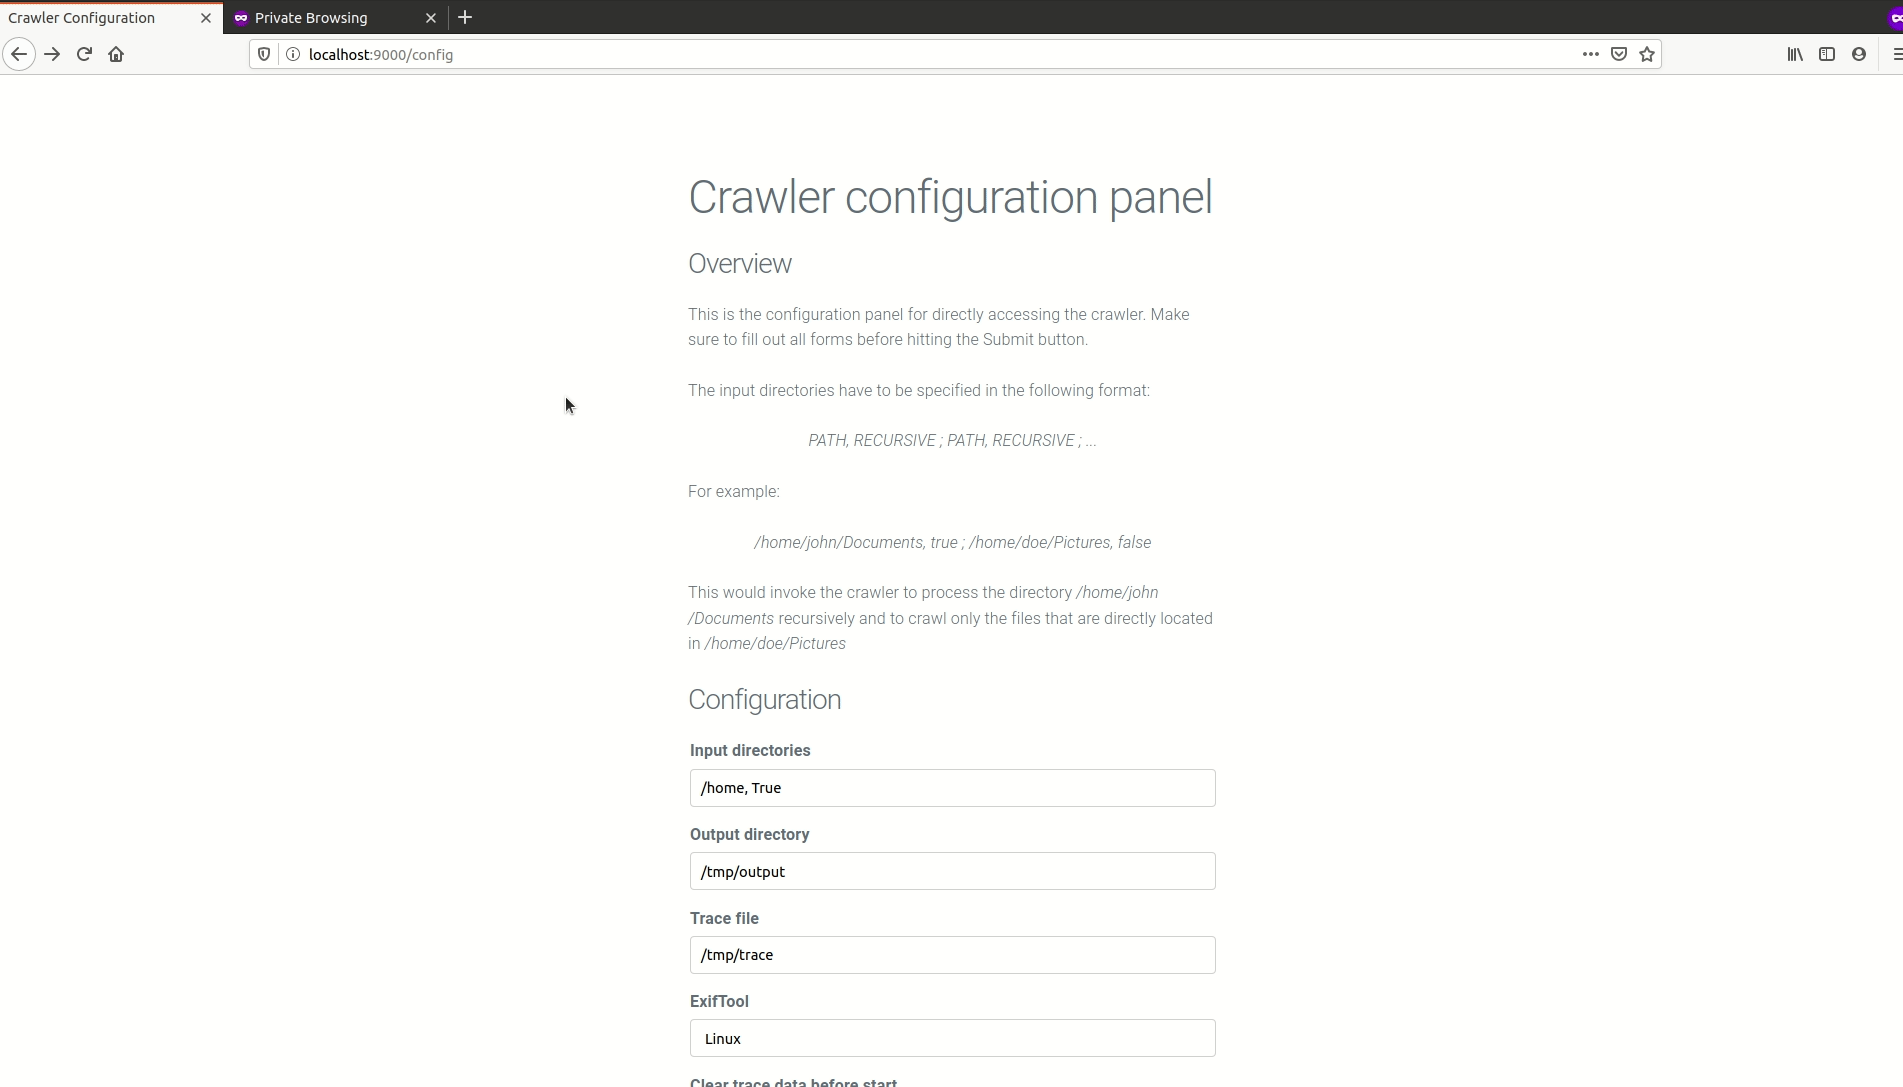 Crawler Configuration
Private Browsing
localhost:9000/config
Crawler configuration panel
Overview
This is the configuration panel for directly accessing the crawler. Make
sure to fill out all forms before hitting the Submit button.
The input directories have to be specified in the following format:
PATH, RECURSIVE ; PATH, RECURSIVE ; ...
For example:
/home/john/Documents, true ; /home/doe/Pictures, false
This would invoke the crawler to process the directory /home/john
/Documents recursively and to crawl only the files that are directly located
in /home/doe/Pictures
Configuration
Input directories
/home, True
Output directory
/tmp/output
Trace file
/tmp/trace
ExifTool
Linux
Clear trace data before start